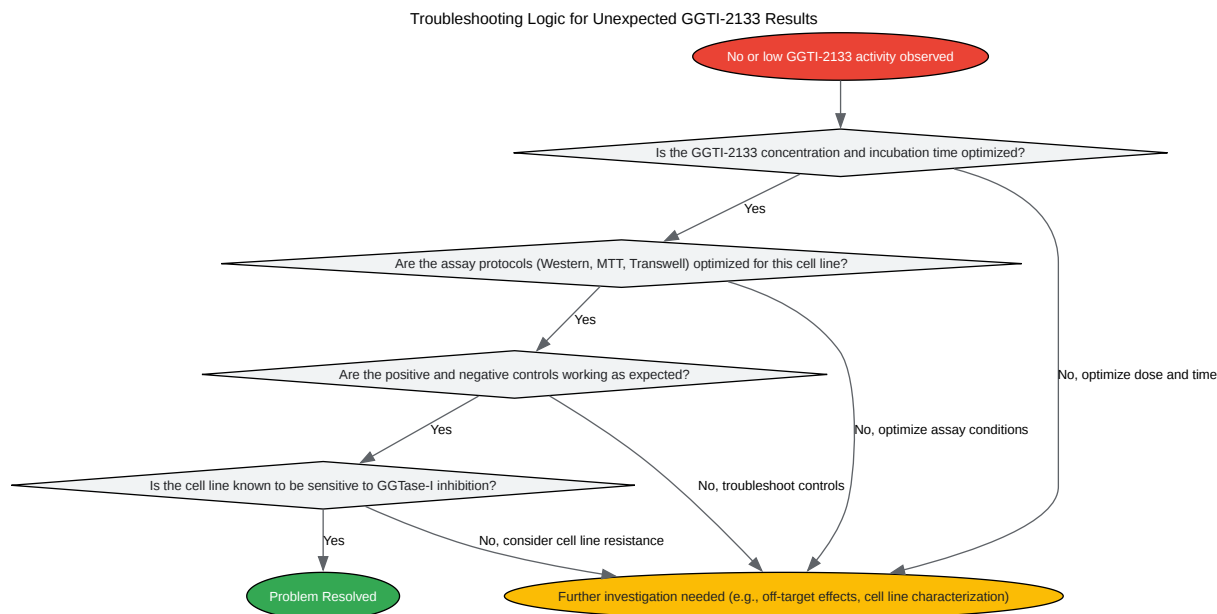 Troubleshooting Logic for Unexpected GGTI-2133 Results
No or low GGTI-2133 activity observed
Is the GGTI-2133 concentration and incubation time optimized?
Yes
Are the assay protocols (Western, MTT, Transwell) optimized for this cell line?
Yes
Are the positive and negative controls working as expected?
No, optimize dose and time
Yes
No, optimize assay conditions
Is the cell line known to be sensitive to GGTase-I inhibition?
No, troubleshoot controls
Yes
No, consider cell line resistance
Problem Resolved
Further investigation needed (e.g., off-target effects, cell line characterization)